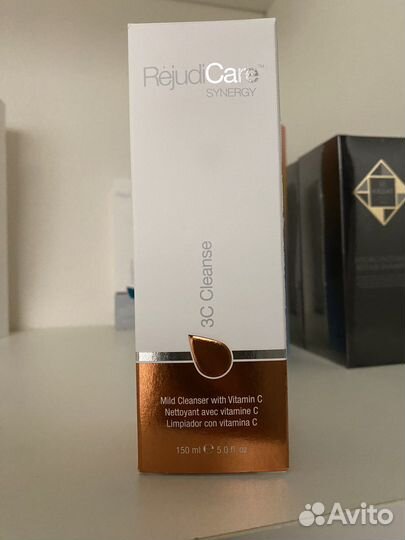 RejudiCare™
SYNERGY
3C Cleanse
Mild Cleanser with Vitamin C
Nettoyant avec vitamine C
Limpiador con vitamina C
150 ml ℮ 5.0 fl. oz
Avito